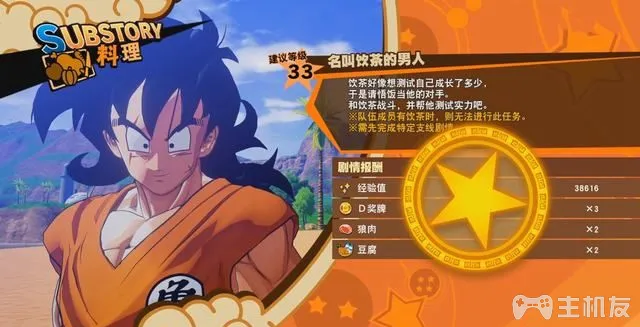 SUBSTORY
料理
建议等级
33
名叫饮茶的男人
饮茶好像想测试自己成长了多少，
于是请悟饭当他的对手。
和饮茶战斗，并帮他测试实力吧。
※队伍成员有饮茶时，则无法进行此任务。
※需先完成特定支线剧情
剧情报酬
经验值 38616
D奖牌 ×3
狼肉 ×2
豆腐 ×2
主机友